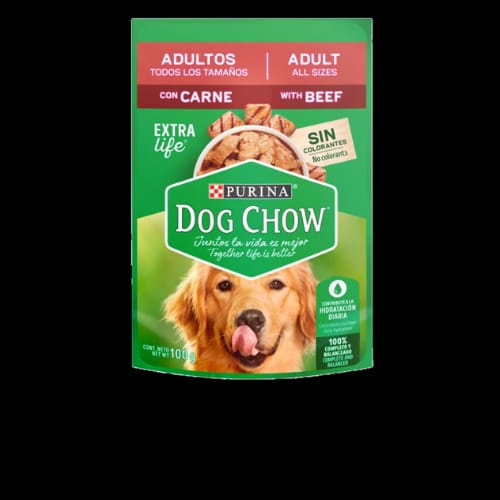 ADULTOS
TODOS LOS TAMAÑOS
ADULT
ALL SIZES
CON CARNE
WITH BEEF
EXTRA
life®
SIN
COLORANTES
No colorants
PURINA
DOG CHOW®
Juntos la vida es mejor
Together life is better
CONTRIBUYE A LA
HIDRATACIÓN
DIARIA
100%
COMPLETO Y
BALANCEADO
COMPLETE AND
BALANCED
CONT. NETO
NET WT 100g